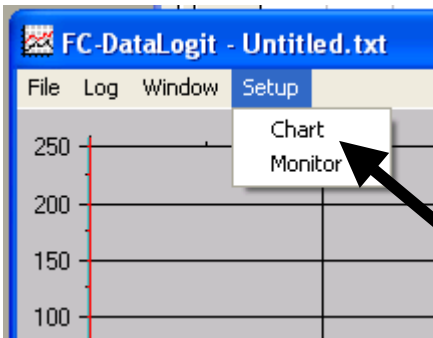 FC-DataLogit - Untitled.txt
File Log Window Setup
Chart
Monitor
250
200
150
100